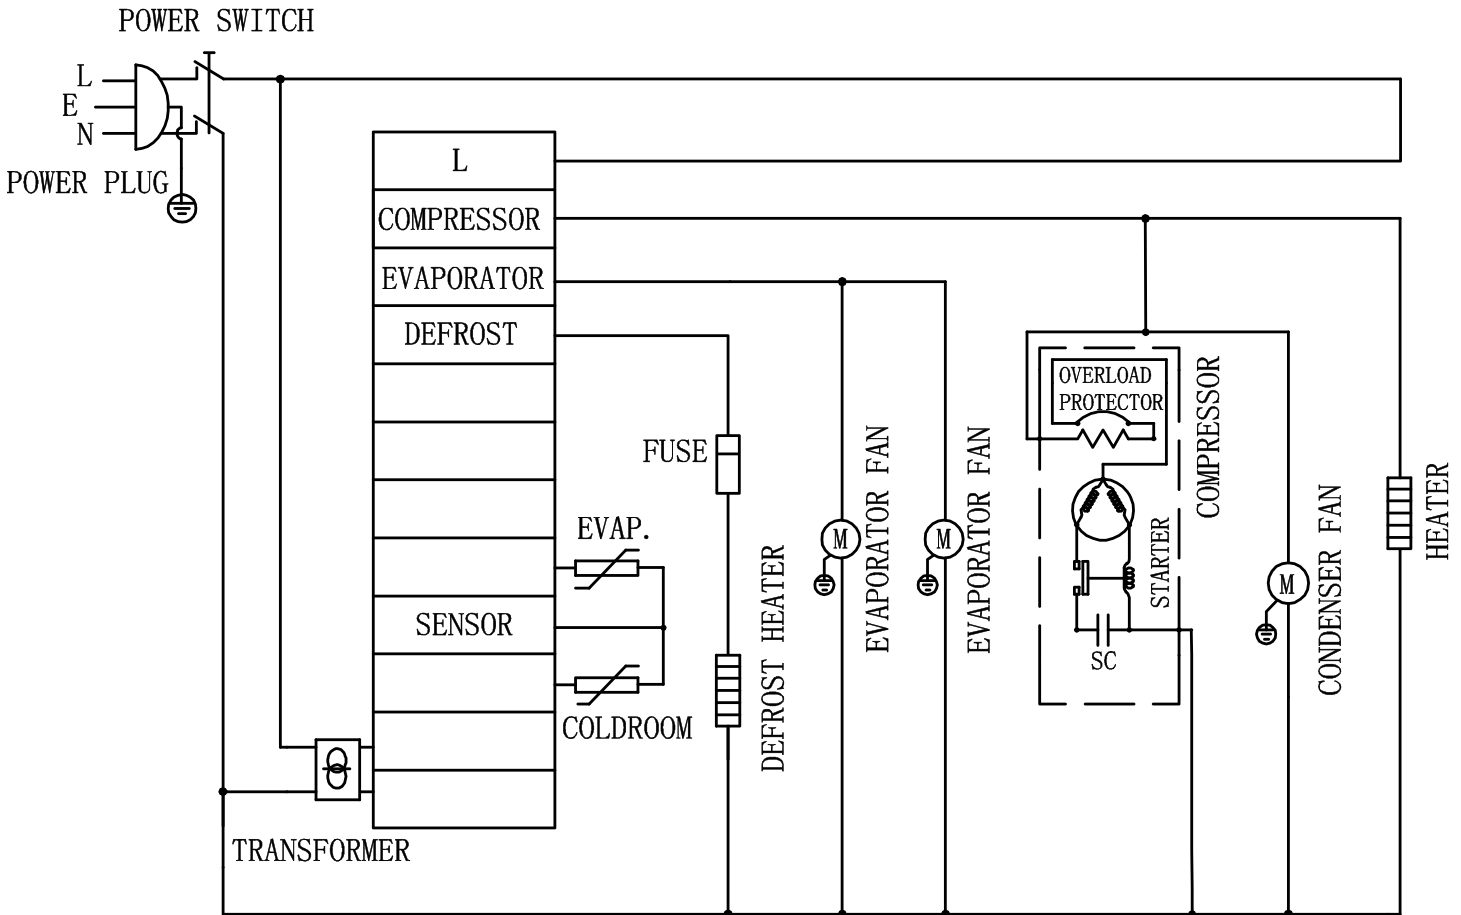 POWER SWITCH
L
E
N
POWER PLUG
L
COMPRESSOR
EVAPORATOR
DEFROST
SENSOR
TRANSFORMER
EVAP.
COLDROOM
FUSE
DEFROST HEATER
M
EVAPORATOR FAN
M
EVAPORATOR FAN
OVERLOAD
PROTECTOR
COMPRESSOR
STARTER
SC
M
CONDENSER FAN
HEATER